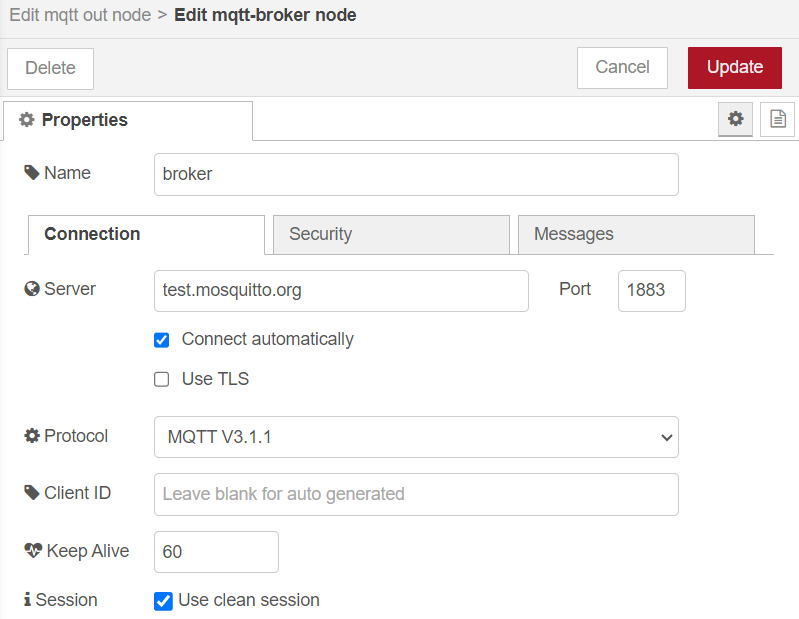 Edit mqtt out node > Edit mqtt-broker node
Delete Cancel Update
Properties
Name broker
Connection Security Messages
Server test.mosquitto.org Port 1883
Connect automatically
Use TLS
Protocol MQTT V3.1.1
Client ID Leave blank for auto generated
Keep Alive 60
Session Use clean session